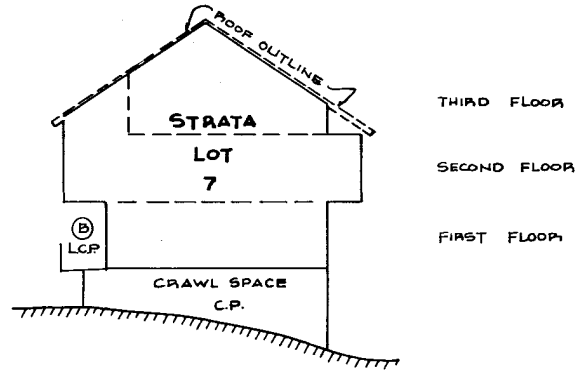 ROOF OUTLINE
THIRD FLOOR
STRATA
LOT
SECOND FLOOR
7
B
L.C.P.
FIRST FLOOR
CRAWL SPACE
C.P.